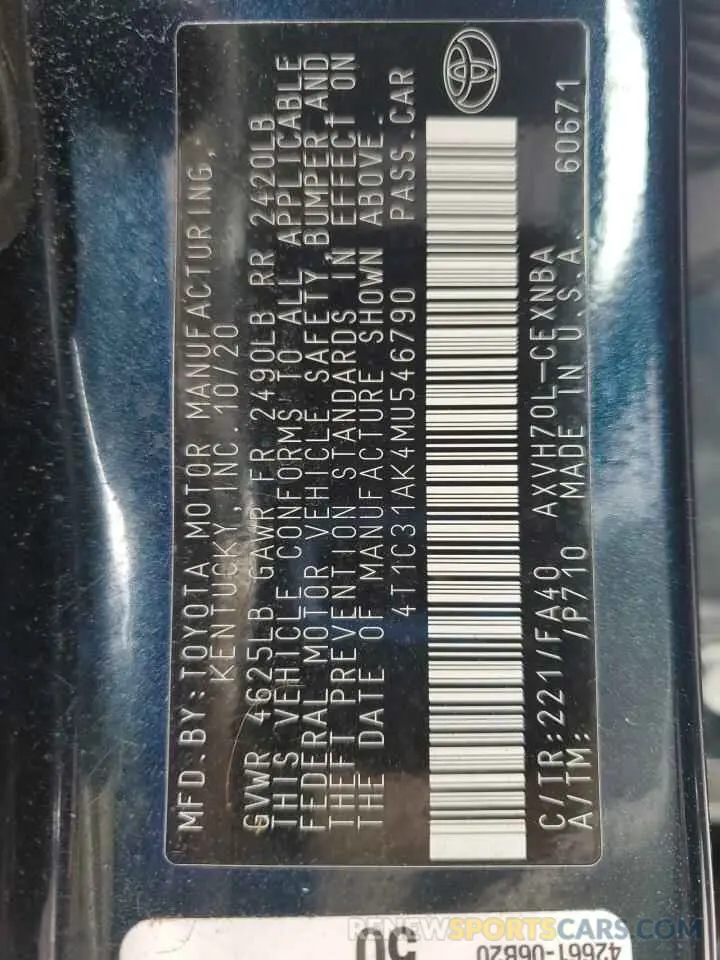 MFD.BY:TOYOTA MOTOR MANUFACTURING,
KENTUCKY,INC. 10/20
GVWR 4625LB GAWR FR 2490LB RR 2420LB
THIS VEHICLE CONFORMS TO ALL APPLICABLE
FEDERAL MOTOR VEHICLE SAFETY,BUMPER AND
THEFT PREVENTION STANDARDS IN EFFECT ON
THE DATE OF MANUFACTURE SHOWN ABOVE.
4T1C31AK4MU546790 PASS.CAR
C/TR:221/FA40 AXVH70L-CEXNBA 60671
A/TM: /P710 MADE IN U.S.A.
42661-06B20
RENEWSPORTSCARS.COM